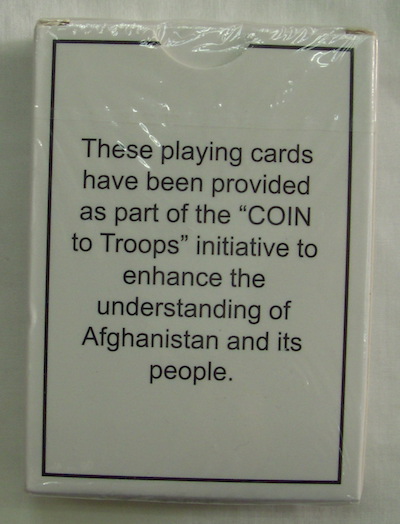 These playing cards
have been provided
as part of the “COIN
to Troops” initiative to
enhance the
understanding of
Afghanistan and its
people.